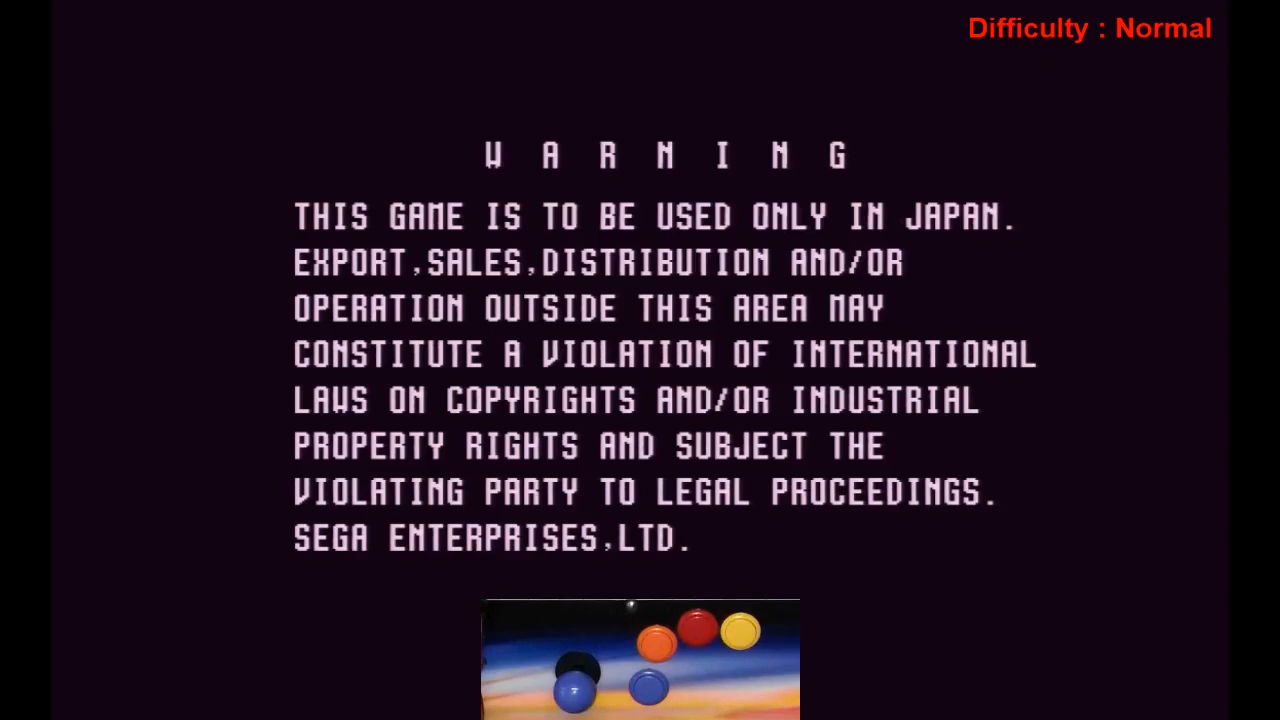 Difficulty : Normal
W A R N I N G
THIS GAME IS TO BE USED ONLY IN JAPAN.
EXPORT,SALES,DISTRIBUTION AND/OR
OPERATION OUTSIDE THIS AREA MAY
CONSTITUTE A VIOLATION OF INTERNATIONAL
LAWS ON COPYRIGHTS AND/OR INDUSTRIAL
PROPERTY RIGHTS AND SUBJECT THE
VIOLATING PARTY TO LEGAL PROCEEDINGS.
SEGA ENTERPRISES,LTD.